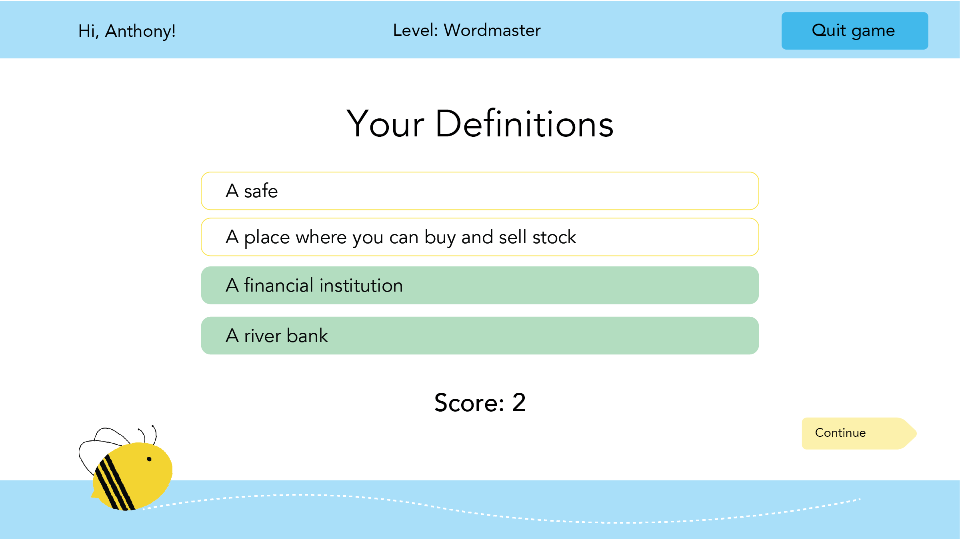 Hi, Anthony!
Level: Wordmaster
Quit game
Your Definitions
A safe
A place where you can buy and sell stock
A financial institution
A river bank
Score: 2
Continue